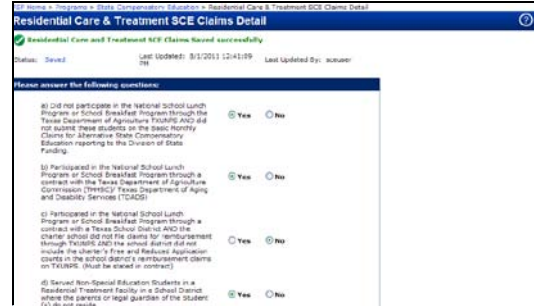 FSP Home > Programs > State Compensatory Education > Residential Care & Treatment SCE Claims Detail
Residential Care & Treatment SCE Claims Detail
Residential Care and Treatment SCE Claims Saved successfully
Status: Saved Last Updated: 8/1/2011 12:41:09 PM Last Updated By: sceuser
Please answer the following questions:
a) Did not participate in the National School Lunch
Program or School Breakfast Program through the
Texas Department of Agriculture TXUNPS AND did
not submit these students on the Basic Monthly
Claims for Alternative State Compensatory
Education reporting to the Division of State
Funding.
Yes No
b) Participated in the National School Lunch
Program or School Breakfast Program through a
contract with the Texas Department of Agriculture
Commission (THHSC)/ Texas Department of Aging
and Disability Services (TDADS)
Yes No
c) Participated in the National School Lunch
Program or School Breakfast Program through a
contract with a Texas School District AND the
charter school did not file claims for reimbursement
through TXUNPS AND the school district did not
include the charter's Free and Reduced Application
counts in the school district's reimbursement claims
on TXUNPS. (Must be stated in contract)
Yes No
d) Served Non-Special Education Students in a
Residential Treatment Facility in a School District
where the parents or legal guardian of the Student
(s) do not reside
Yes No